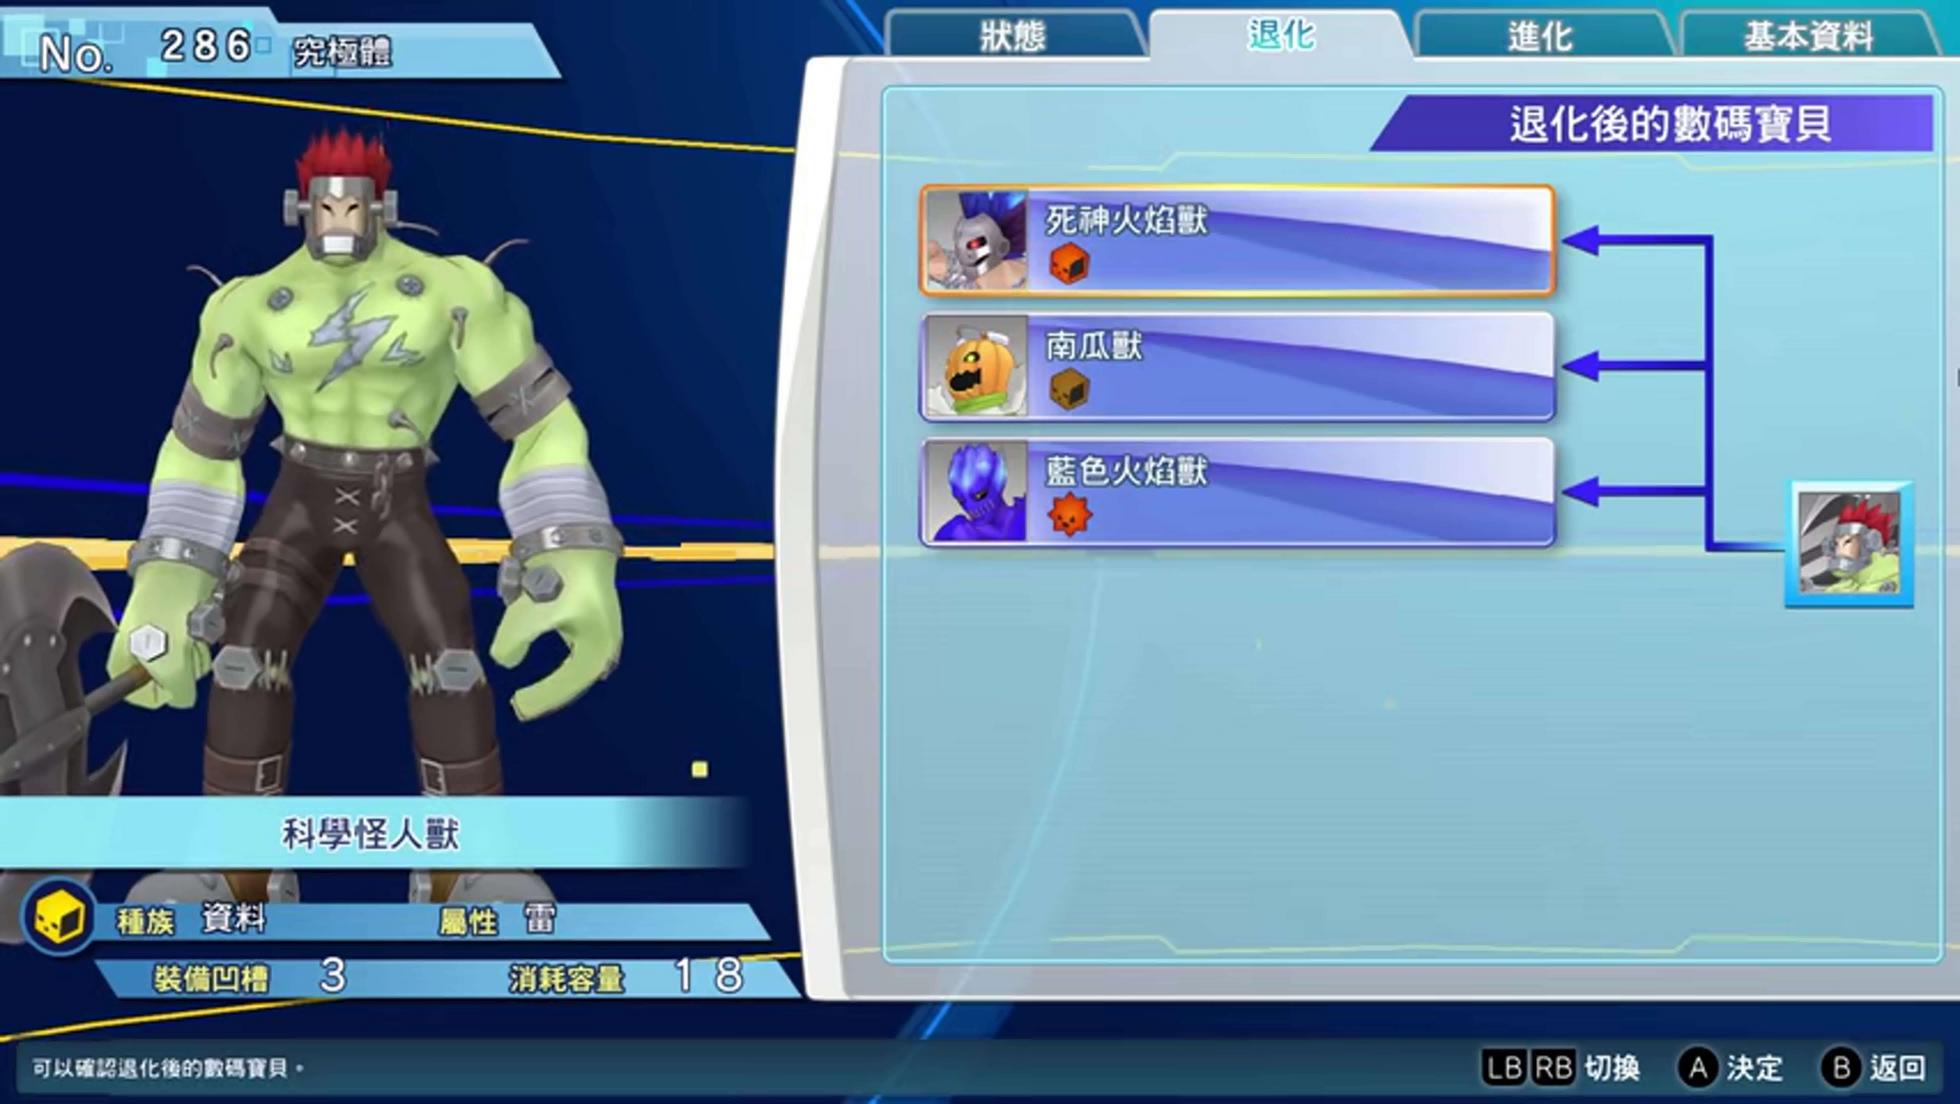 No. 286 究極體
狀態 退化 進化 基本資料
退化後的數碼寶貝
死神火焰獸
南瓜獸
藍色火焰獸
科學怪人獸
種族 資料 屬性 雷
裝備凹槽 3 消耗容量 18
可以確認退化後的數碼寶貝。
LB RB 切換 A 決定 B 返回